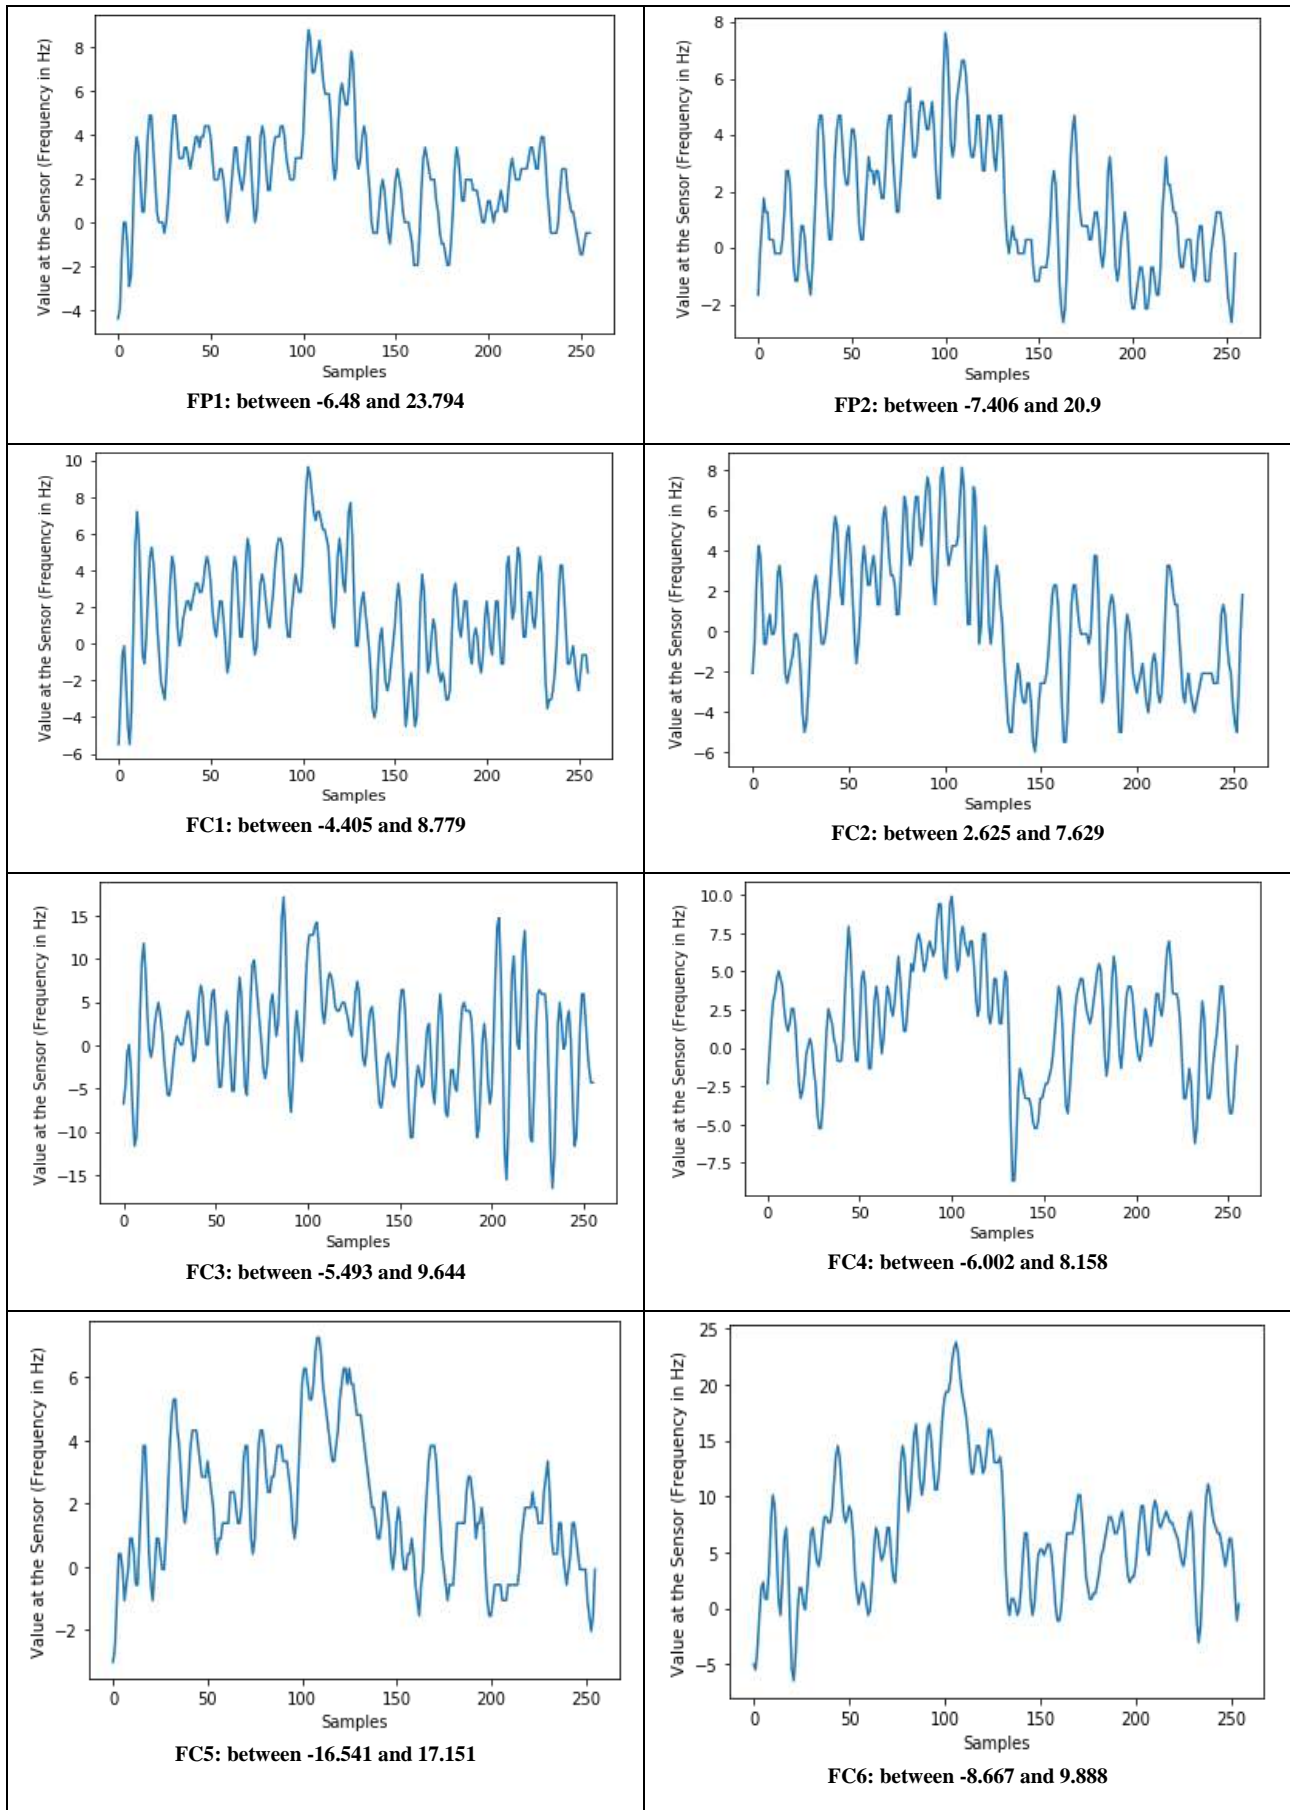 Value at the Sensor (Frequency in Hz)
8
6
4
2
0
−2
−4
0 50 100 150 200 250
Samples
FP1: between -6.48 and 23.794
Value at the Sensor (Frequency in Hz)
8
6
4
2
0
−2
0 50 100 150 200 250
Samples
FP2: between -7.406 and 20.9
Value at the Sensor (Frequency in Hz)
10
8
6
4
2
0
−2
−4
−6
0 50 100 150 200 250
Samples
FC1: between -4.405 and 8.779
Value at the Sensor (Frequency in Hz)
8
6
4
2
0
−2
−4
−6
0 50 100 150 200 250
Samples
FC2: between 2.625 and 7.629
Value at the Sensor (Frequency in Hz)
15
10
5
0
−5
−10
−15
0 50 100 150 200 250
Samples
FC3: between -5.493 and 9.644
Value at the Sensor (Frequency in Hz)
10.0
7.5
5.0
2.5
0.0
−2.5
−5.0
−7.5
0 50 100 150 200 250
Samples
FC4: between -6.002 and 8.158
Value at the Sensor (Frequency in Hz)
6
4
2
0
−2
0 50 100 150 200 250
Samples
FC5: between -16.541 and 17.151
Value at the Sensor (Frequency in Hz)
25
20
15
10
5
0
−5
0 50 100 150 200 250
Samples
FC6: between -8.667 and 9.888